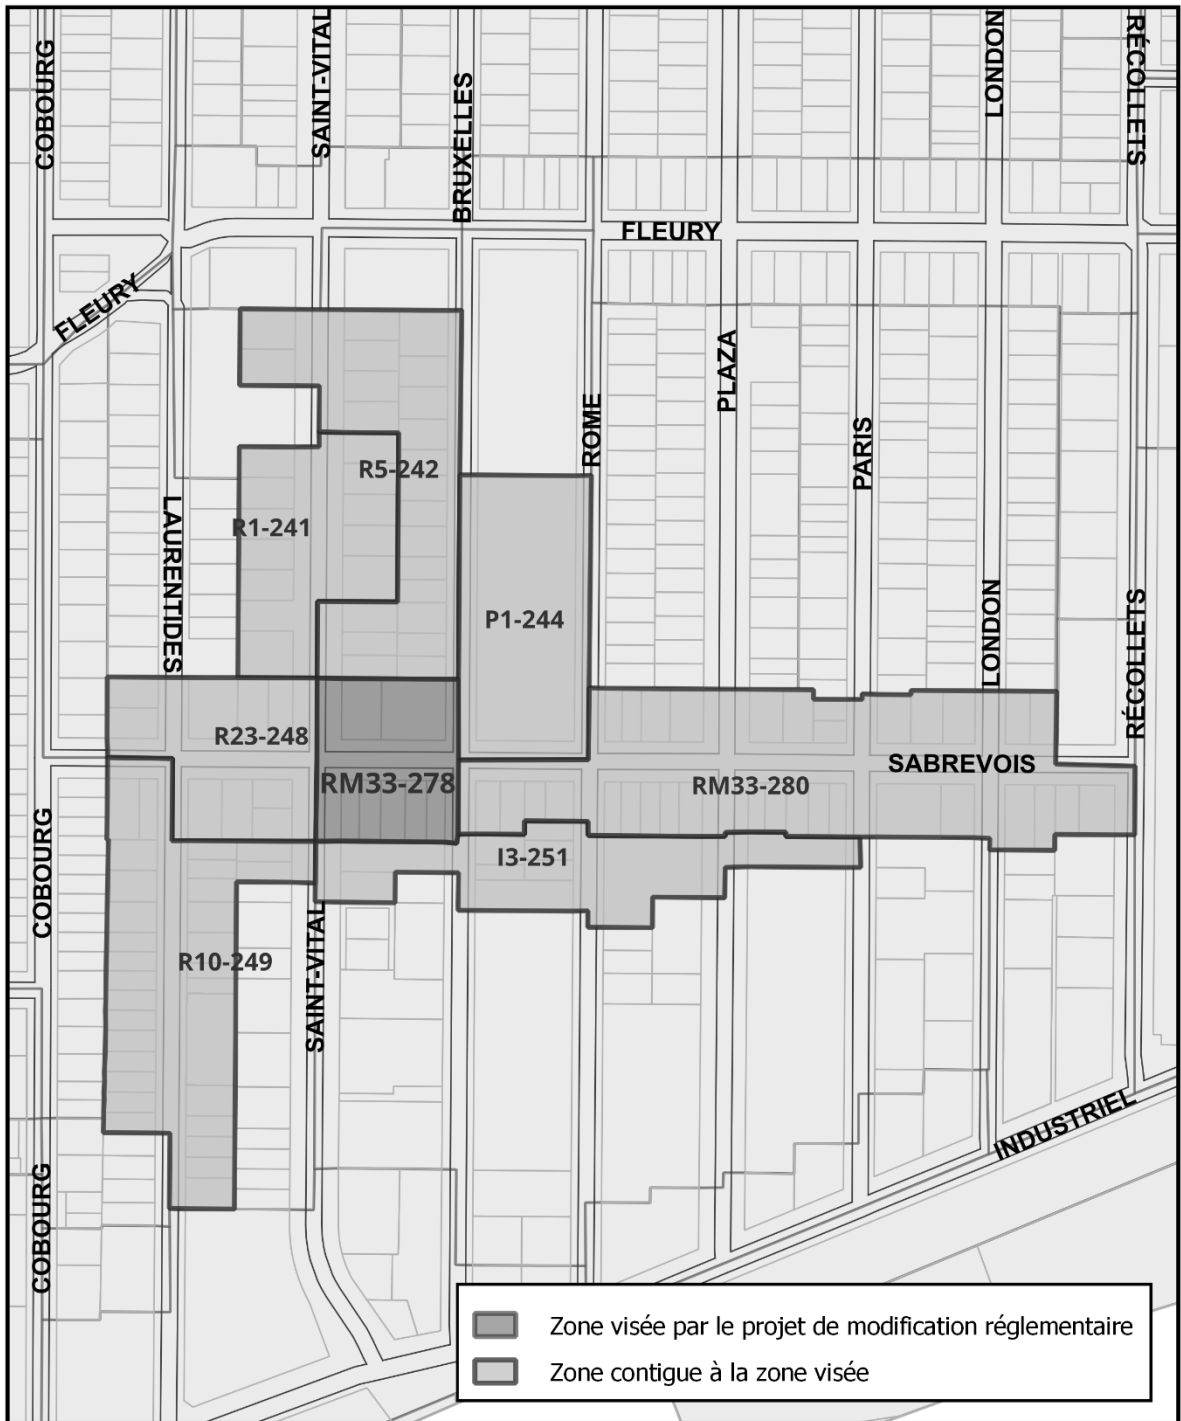 COBOURG
SAINT-VITAL
BRUXELLES
LONDON
RÉCOLLETS
FLEURY
FLEURY
PLAZA
ROME
PARIS
R5-242
LAURENTIDES
R1-241
P1-244
LONDON
RÉCOLLETS
R23-248
SABREVOIS
RM33-278
RM33-280
COBOURG
I3-251
R10-249
SAINT-VITAL
INDUSTRIEL
COBOURG
Zone visée par le projet de modification réglementaire
Zone contigue à la zone visée